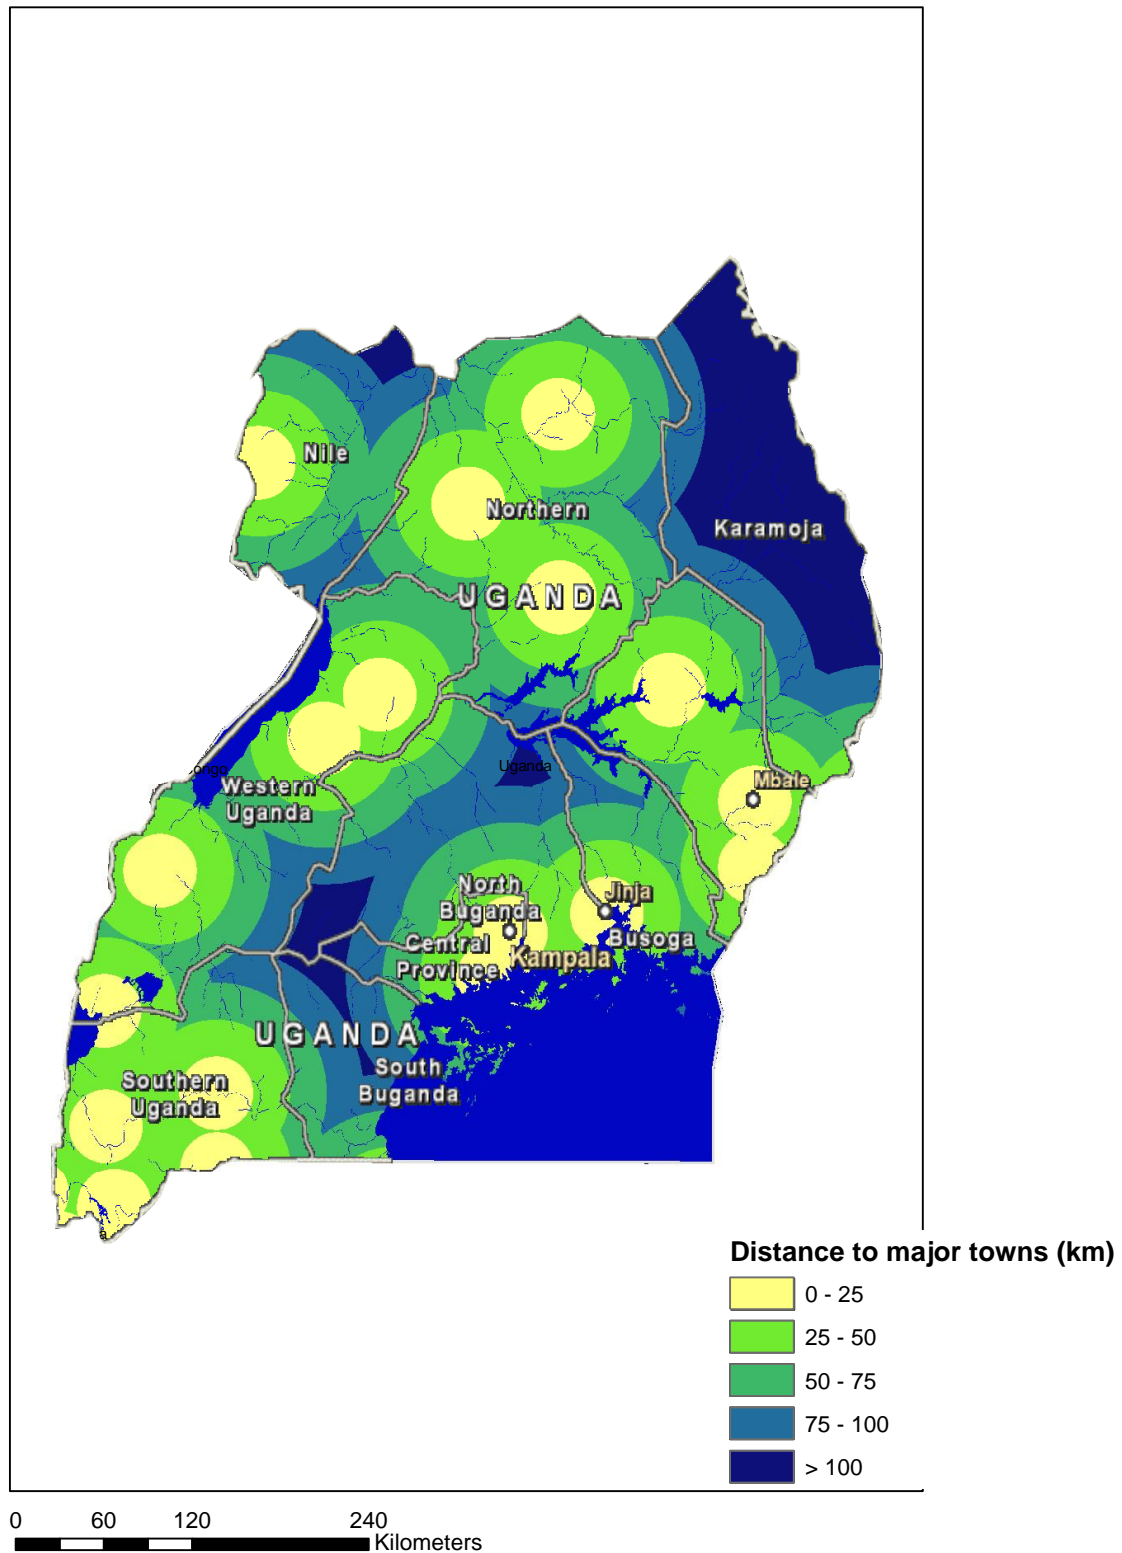 Nile
Northern
Karamoja
UGANDA
ongo
Uganda
Western
Uganda
Mbale
North
Buganda
Jinja
Busoga
Central
Province
Kampala
UGANDA
South
Buganda
Southern
Uganda
a
Distance to major towns (km)
0 - 25
25 - 50
50 - 75
75 - 100
> 100
0 60 120 240
Kilometers